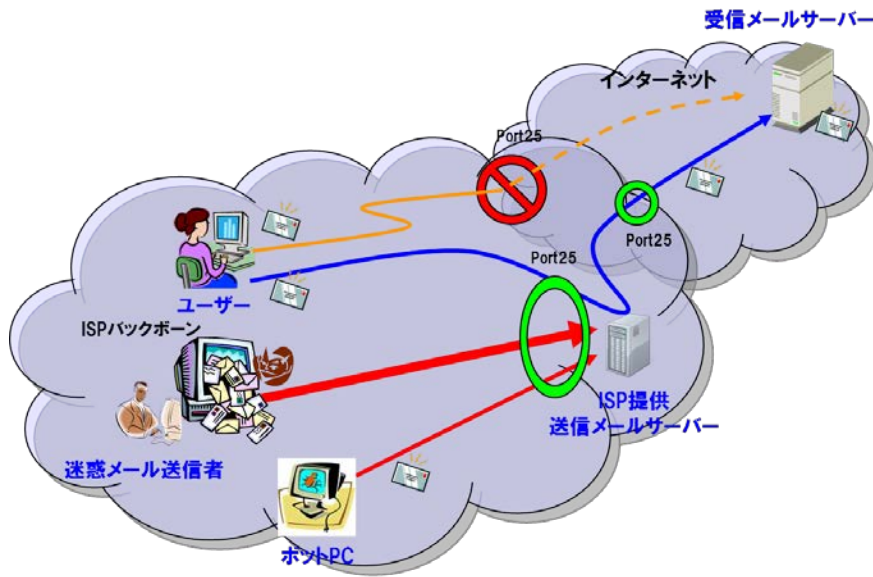 受信メールサーバー
インターネット
Port25
Port25
Port25
ユーザー
ISPバックボーン
ISP提供
送信メールサーバー
迷惑メール送信者
ボットPC